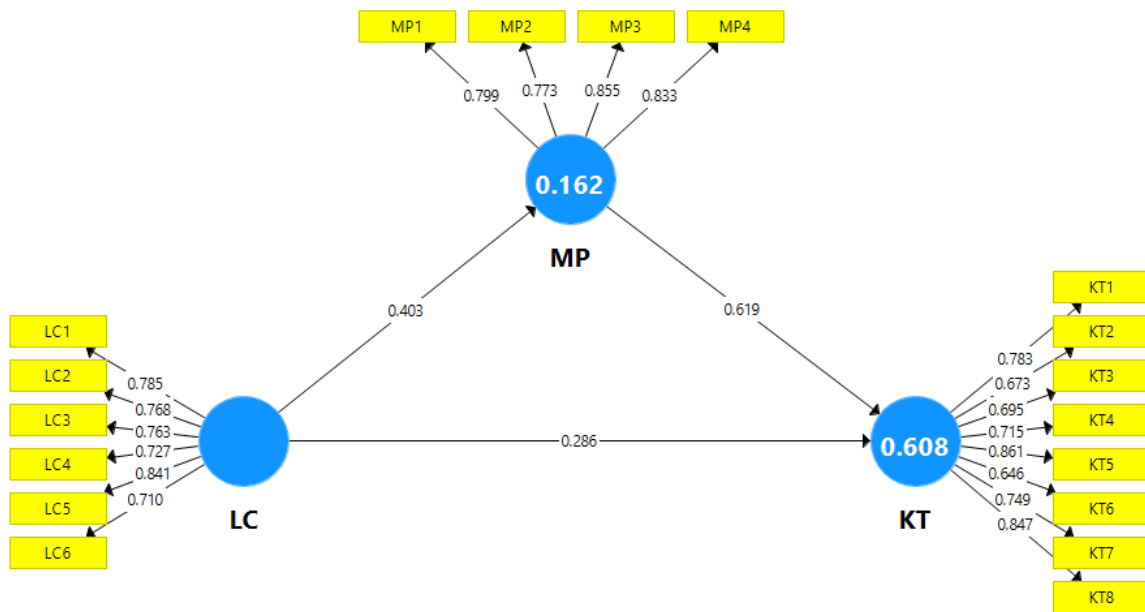 MP1 MP2 MP3 MP4
0.799 0.773 0.855 0.833
0.162
MP
0.403
0.619
LC1
LC2
LC3
LC4
LC5
LC6
0.785
0.768
0.763
0.727
0.841
0.710
LC
0.286
0.608
KT
0.783
0.673
0.695
0.715
0.861
0.646
0.749
0.847
KT1
KT2
KT3
KT4
KT5
KT6
KT7
KT8